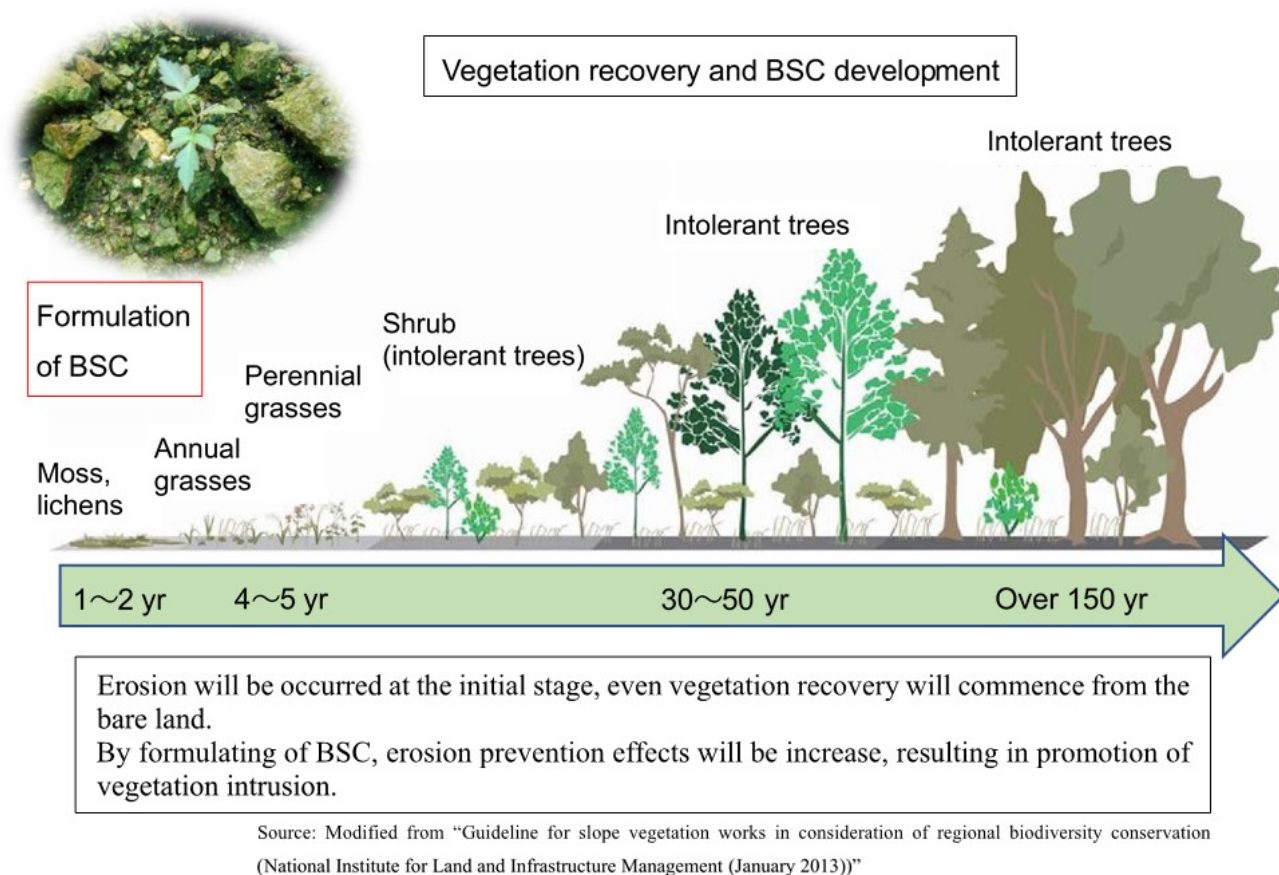 Vegetation recovery and BSC development
Intolerant trees
Intolerant trees
Formulation
of BSC
Shrub
(intolerant trees)
Perennial
grasses
Annual
grasses
Moss,
lichens
1～2 yr
4～5 yr
30～50 yr
Over 150 yr
Erosion will be occurred at the initial stage, even vegetation recovery will commence from the
bare land.
By formulating of BSC, erosion prevention effects will be increase, resulting in promotion of
vegetation intrusion.
Source: Modified from “Guideline for slope vegetation works in consideration of regional biodiversity conservation
(National Institute for Land and Infrastructure Management (January 2013))”